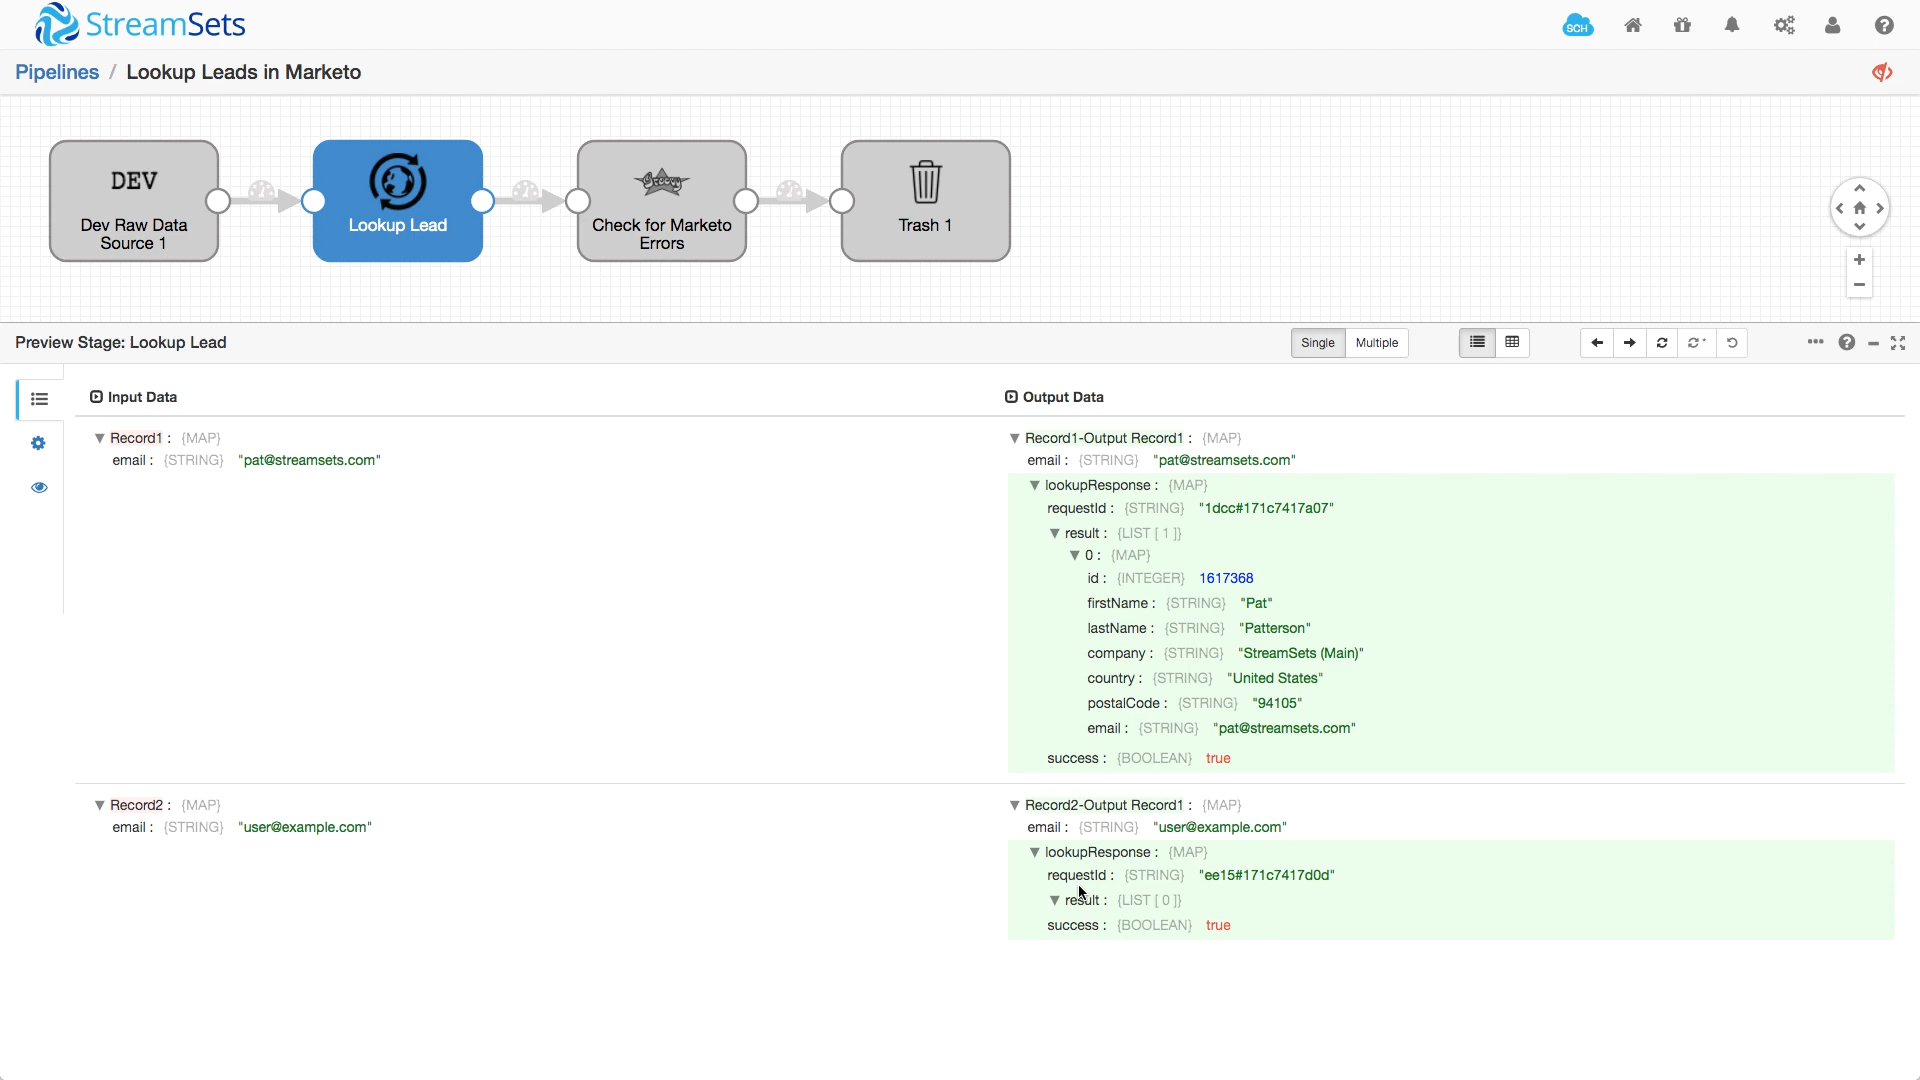 StreamSets
SCH
Pipelines / Lookup Leads in Marketo
DEV
Dev Raw Data
Source 1
Lookup Lead
Groovy
Check for Marketo
Errors
Trash 1
Preview Stage: Lookup Lead
Single
Multiple
Input Data
Output Data
Record1 : {MAP}
email : {STRING} "pat@streamsets.com"
Record1-Output Record1 : {MAP}
email : {STRING} "pat@streamsets.com"
lookupResponse : {MAP}
requestId : {STRING} "1dcc#171c7417a07"
result : {LIST [ 1 ]}
0 : {MAP}
id : {INTEGER} 1617368
firstName : {STRING} "Pat"
lastName : {STRING} "Patterson"
company : {STRING} "StreamSets (Main)"
country : {STRING} "United States"
postalCode : {STRING} "94105"
email : {STRING} "pat@streamsets.com"
success : {BOOLEAN} true
Record2 : {MAP}
email : {STRING} "user@example.com"
Record2-Output Record1 : {MAP}
email : {STRING} "user@example.com"
lookupResponse : {MAP}
requestId : {STRING} "ee15#171c7417d0d"
result : {LIST [ 0 ]}
success : {BOOLEAN} true